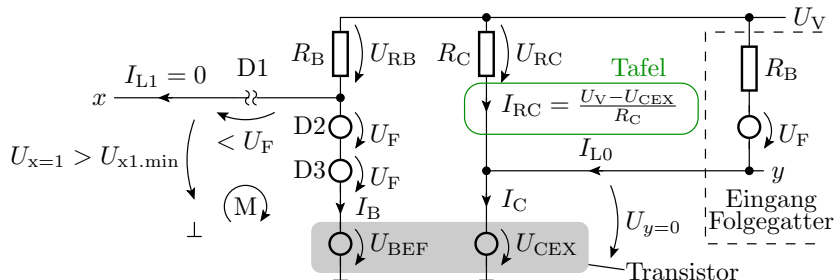 U_V
R_B U_RB R_C U_RC R_B
Tafel
I_L1 = 0 D1
x
I_RC = (U_V−U_CEX)/R_C
D2 U_F U_F
< U_F
I_L0
U_x=1 > U_x1.min
D3 U_F y
M
I_B I_C Eingang
Folgegatter
U_y=0
⊥
U_BEF U_CEX
Transistor